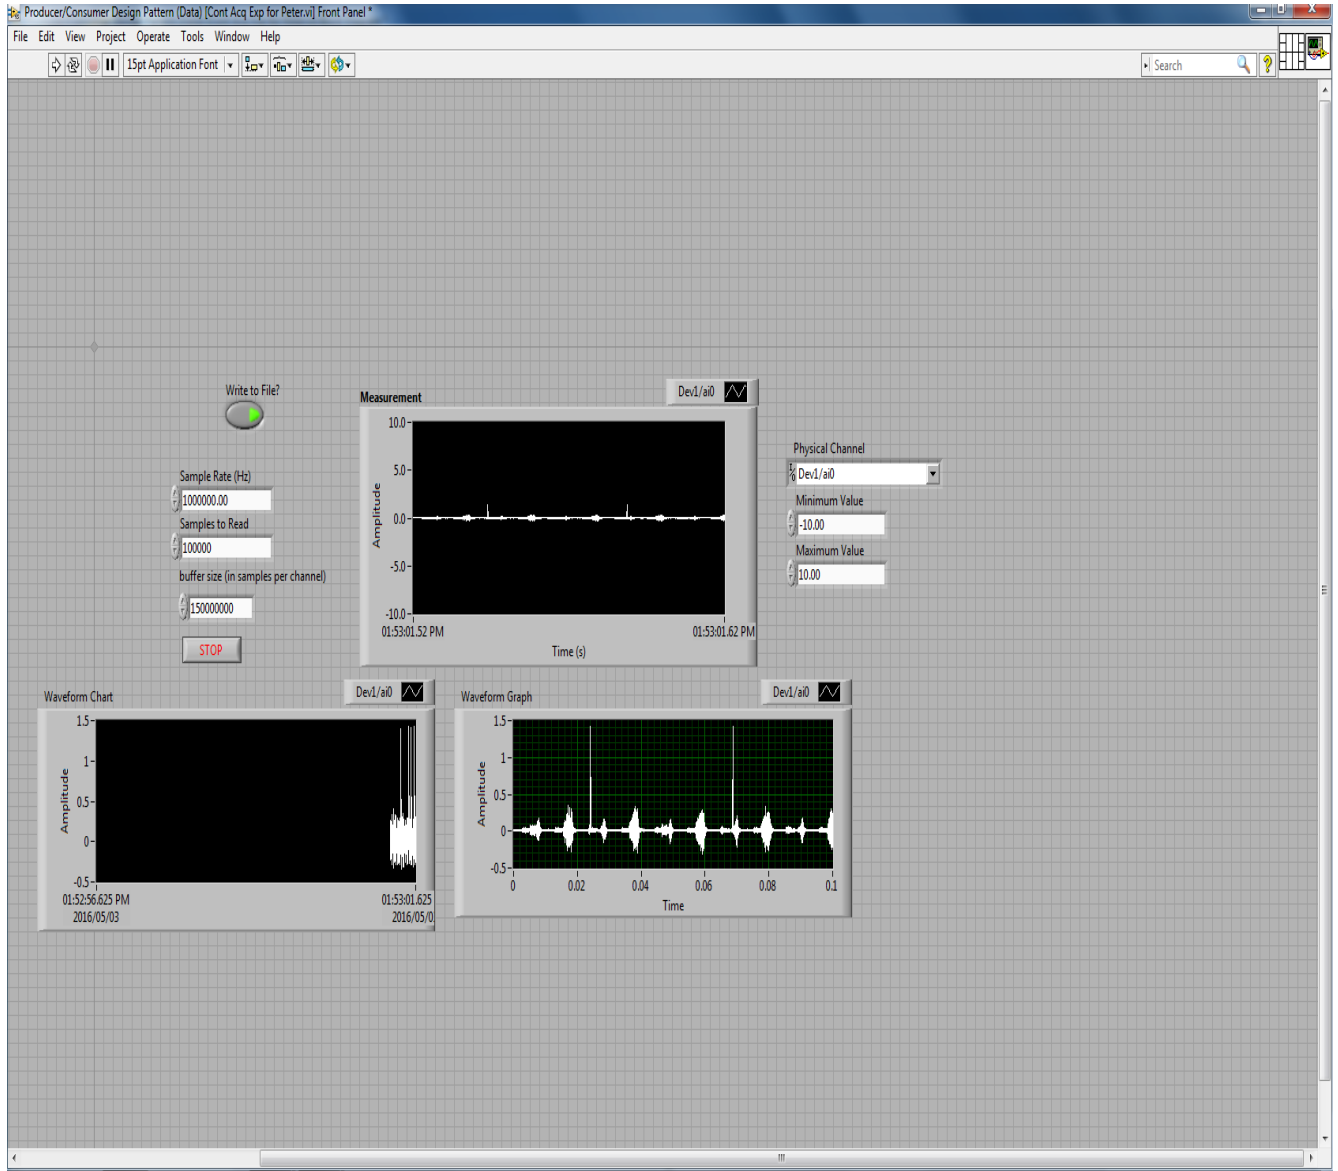 Producer/Consumer Design Pattern (Data) [Cont Acq Exp for Peter.vi] Front Panel *
File Edit View Project Operate Tools Window Help
15pt Application Font
Search
Write to File?
Sample Rate (Hz)
1000000.00
Samples to Read
100000
buffer size (in samples per channel)
150000000
STOP
Measurement
Dev1/ai0
10.0
5.0
0.0
-5.0
-10.0
Amplitude
01:53:01.52 PM
01:53:01.62 PM
Time (s)
Physical Channel
Dev1/ai0
Minimum Value
-10.00
Maximum Value
10.00
Waveform Chart
Dev1/ai0
1.5
1
0.5
0
-0.5
Amplitude
01:52:56.625 PM
2016/05/03
01:53:01.625
2016/05/0
Waveform Graph
Dev1/ai0
1.5
1
0.5
0
-0.5
Amplitude
0 0.02 0.04 0.06 0.08 0.1
Time